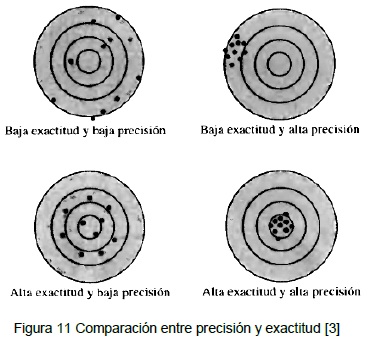 Baja exactitud y baja precisión
Baja exactitud y alta precisión
Alta exactitud y baja precisión
Alta exactitud y alta precisión
Figura 11 Comparación entre precisión y exactitud [3]